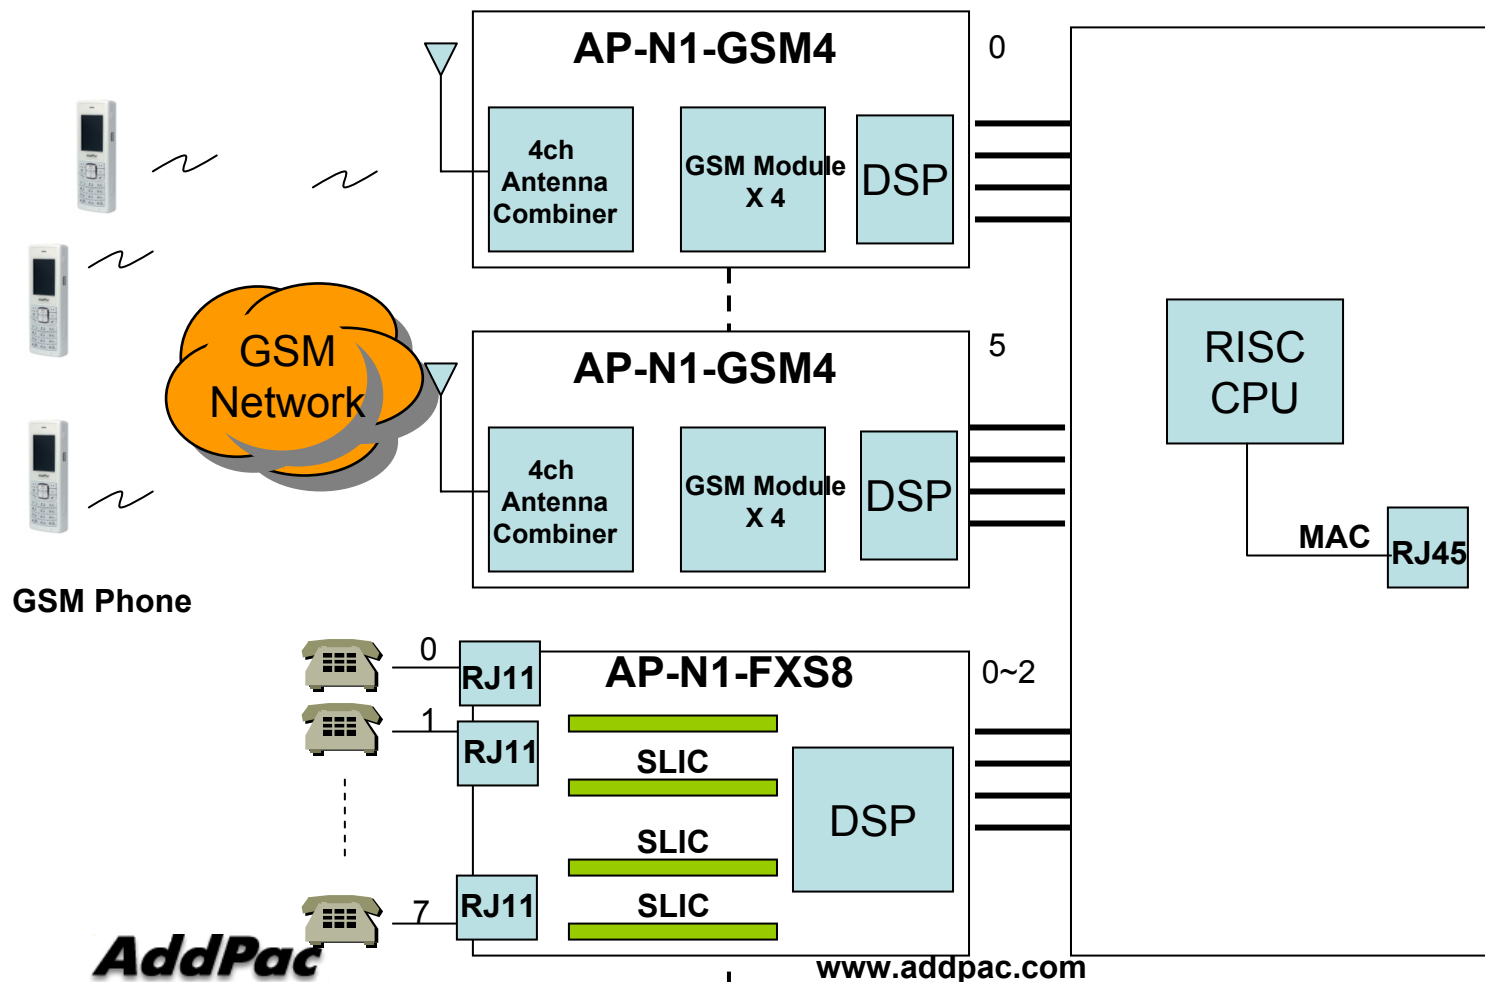 AP-N1-GSM4
0
4ch
Antenna
Combiner
GSM Module
X 4
DSP
GSM
Network
AP-N1-GSM4
5
4ch
Antenna
Combiner
GSM Module
X 4
DSP
RISC
CPU
MAC
RJ45
GSM Phone
0
RJ11
AP-N1-FXS8
0~2
1
RJ11
SLIC
DSP
SLIC
7
RJ11
SLIC
AddPac
www.addpac.com